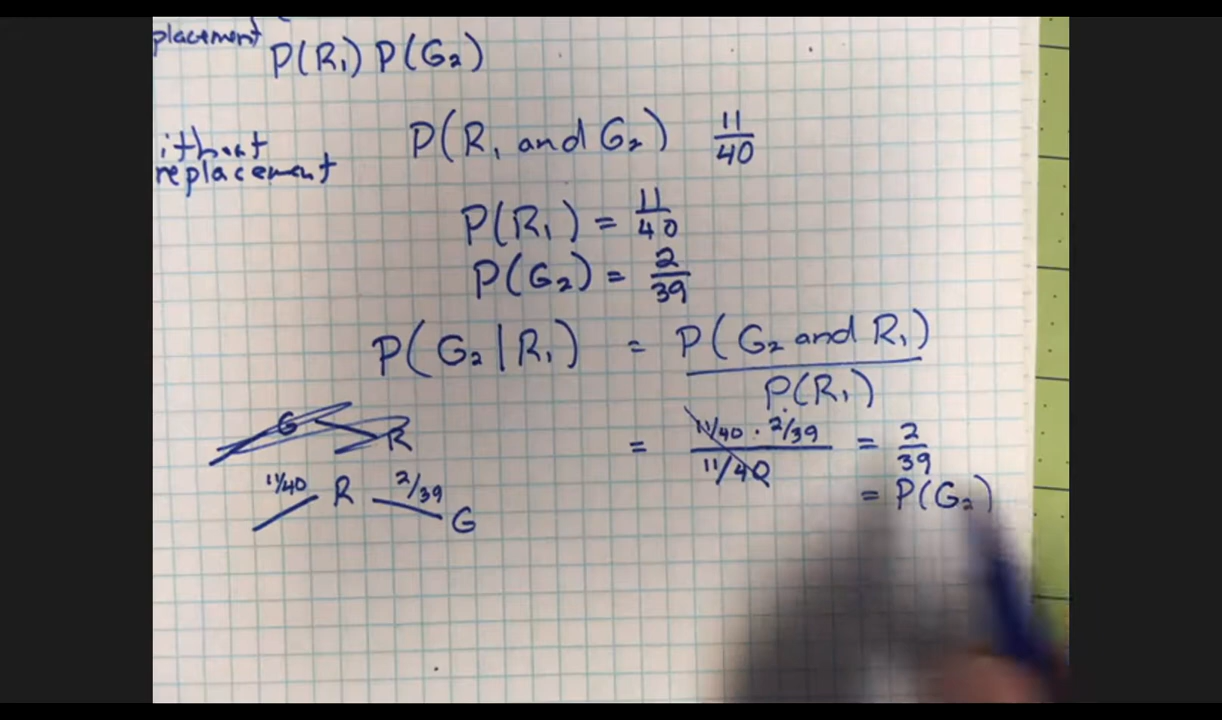 placement
P(R₁) P(G₂)
P(R₁ and G₂) 11/40
ithout
replacement
P(R₁) = 11/40
P(G₂) = 2/39
P(G₂ | R₁) = P(G₂ and R₁) / P(R₁)
G R
= 11/40 · 2/39 / 11/40 = 2/39
11/40 R 2/39 G
= P(G₂)